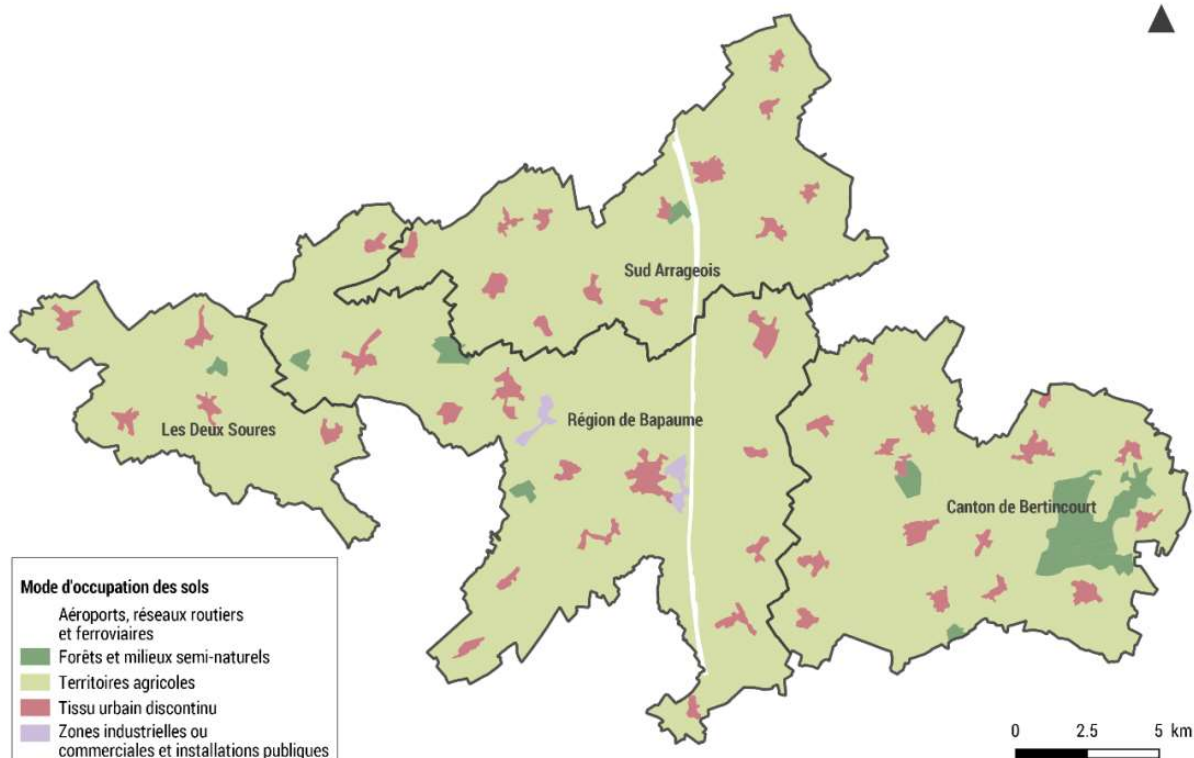 Sud Arrageois
Région de Bapaume
Les Deux Soures
Canton de Bertincourt
Mode d'occupation des sols
Aéroports, réseaux routiers
et ferroviaires
Forêts et milieux semi-naturels
Territoires agricoles
Tissu urbain discontinu
Zones industrielles ou
commerciales et installations publiques
0 2.5 5 km